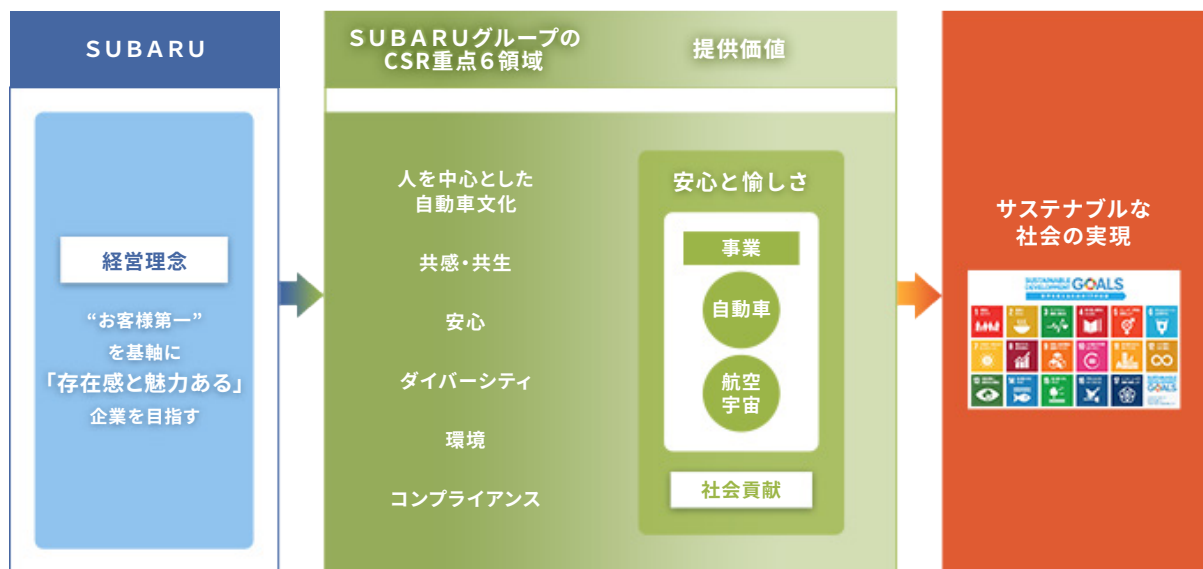 SUBARU
経営理念
“お客様第一”
を基軸に
「存在感と魅力ある」
企業を目指す
SUBARUグループの
CSR重点6領域
人を中心とした
自動車文化
共感・共生
安心
ダイバーシティ
環境
コンプライアンス
提供価値
安心と愉しさ
事業
自動車
航空
宇宙
社会貢献
サステナブルな
社会の実現
SUSTAINABLE
DEVELOPMENT GOALS